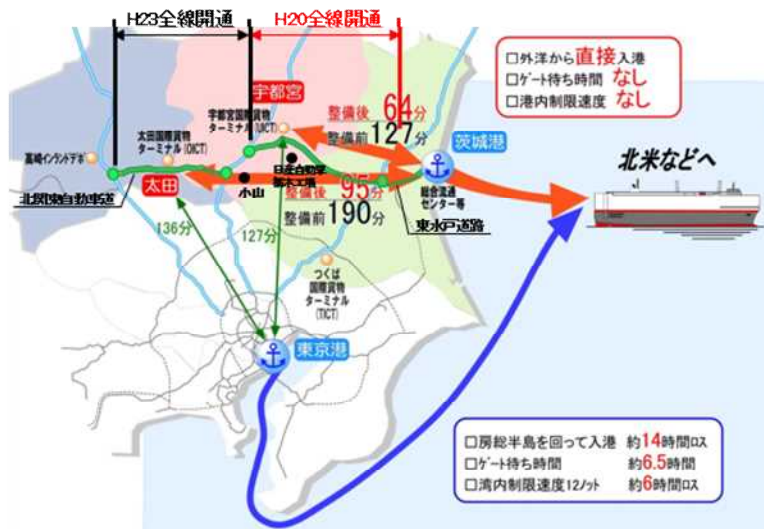 H23全線開通
H20全線開通
□外洋から直接入港
□ゲート待ち時間 なし
□港内制限速度 なし
宇都宮
整備後 64分
整備前 127分
宇都宮国際貨物
ターミナル(UICT)
太田国際貨物
ターミナル(OICT)
高崎インランドデポ
茨城港
北米などへ
日産自動車
栃木工場
太田
小山
北関東自動車道
整備後 95分
整備前 190分
総合流通
センター等
東水戸道路
136分
127分
つくば
国際貨物
ターミナル
(TICT)
東京港
□房総半島を回って入港 約14時間ロス
□ゲート待ち時間 約6.5時間
□湾内制限速度12ノット 約6時間ロス